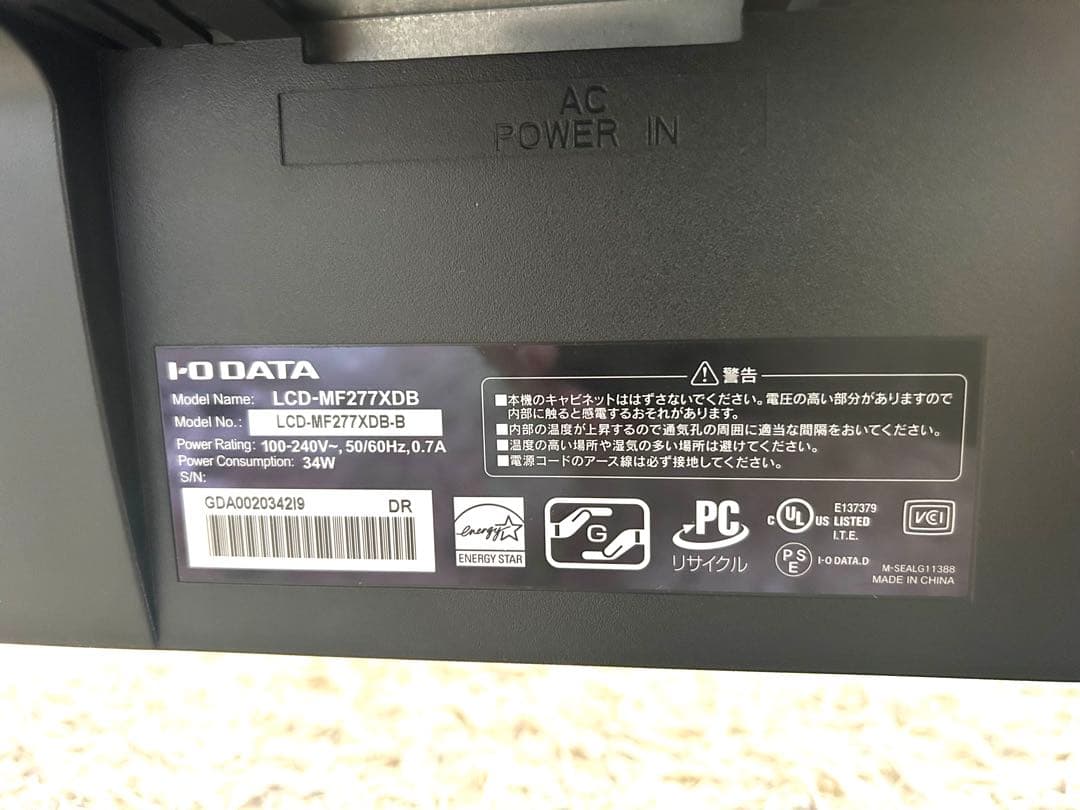 AC
POWER IN
I-O DATA
Model Name: LCD-MF277XDB
Model No.: LCD-MF277XDB-B
Power Rating: 100-240V~, 50/60Hz, 0.7A
Power Consumption: 34W
S/N:
GDA0020342I9 DR
警告
■本機のキャビネットははずさないでください。電圧の高い部分がありますので
内部に触ると感電するおそれがあります。
■内部の温度が上昇するので通気孔の周囲に適当な間隔をおいてください。
■温度の高い場所や湿気の多い場所は避けてください。
■電源コードのアース線は必ず接地してください。
energy
ENERGY STAR
G
PC
リサイクル
C UL US LISTED
E137379
I.T.E.
PSE
I-O DATA.D
VCI
M-SEALG11388
MADE IN CHINA